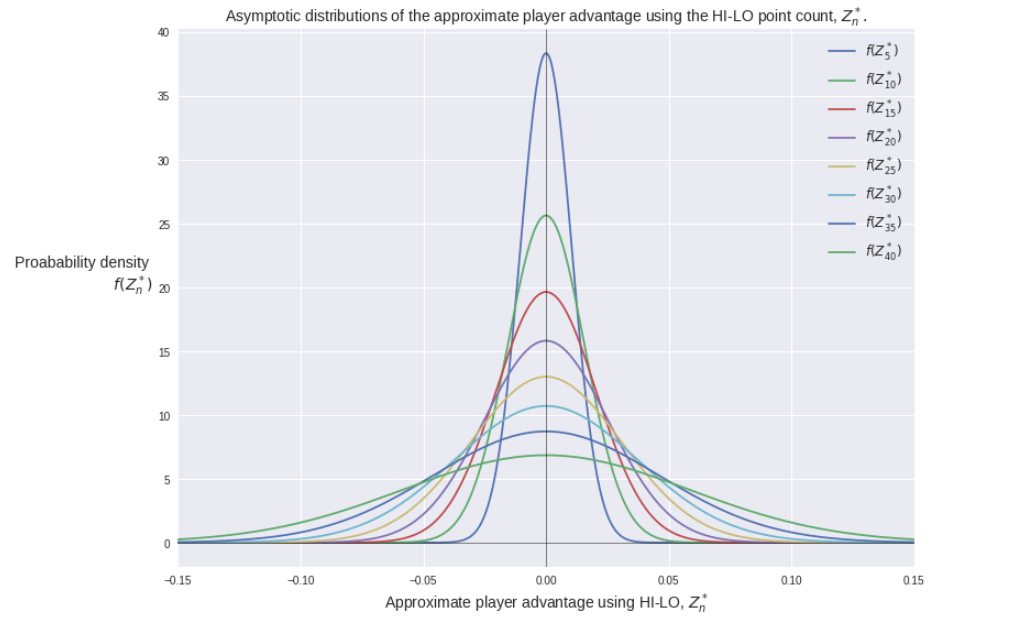 Asymptotic distributions of the approximate player advantage using the HI-LO point count, Z*n.
40
35
30
25
20
15
10
5
0
f(Z*5)
f(Z*10)
f(Z*15)
f(Z*20)
f(Z*25)
f(Z*30)
f(Z*35)
f(Z*40)
Proabability density
f(Z*n)
−0.15 −0.10 −0.05 0.00 0.05 0.10 0.15
Approximate player advantage using HI-LO, Z*n